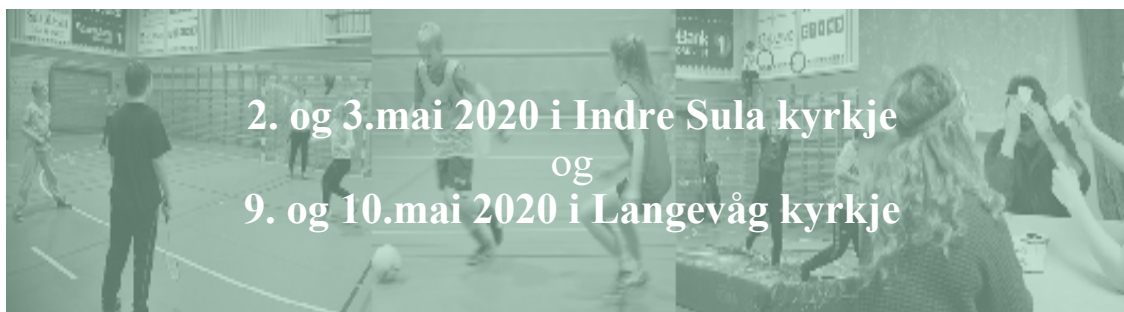 2. og 3.mai 2020 i Indre Sula kyrkje
og
9. og 10.mai 2020 i Langevåg kyrkje